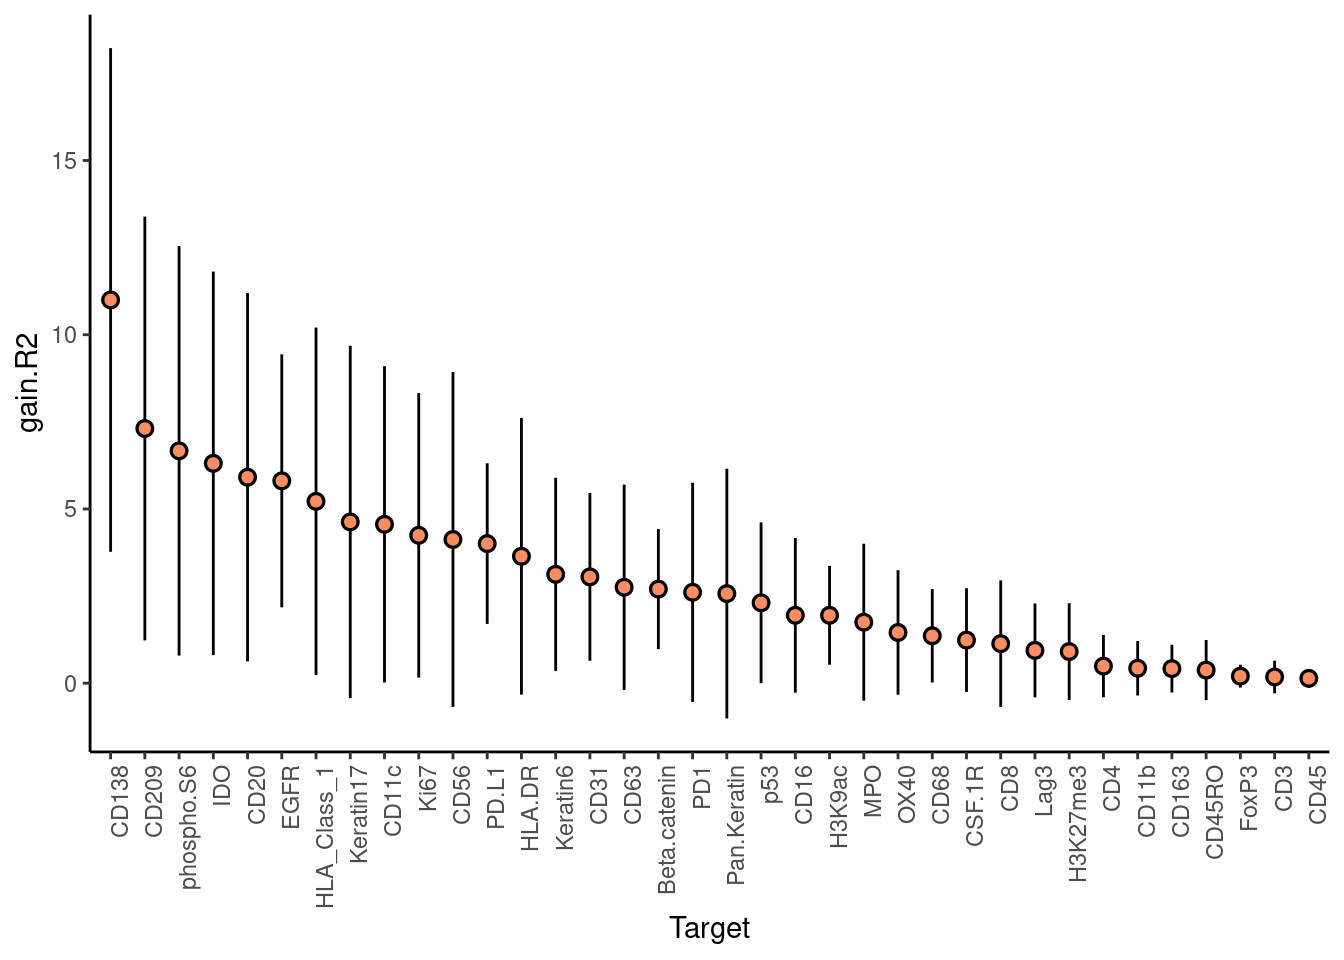 gain.R2
15
10
5
0
CD138
CD209
phospho.S6
IDO
CD20
EGFR
HLA_Class_1
Keratin17
CD11c
Ki67
CD56
PD.L1
HLA.DR
Keratin6
CD31
CD63
Beta.catenin
PD1
Pan.Keratin
p53
CD16
H3K9ac
MPO
OX40
CD68
CSF.1R
CD8
Lag3
H3K27me3
CD4
CD11b
CD163
CD45RO
FoxP3
CD3
CD45
Target